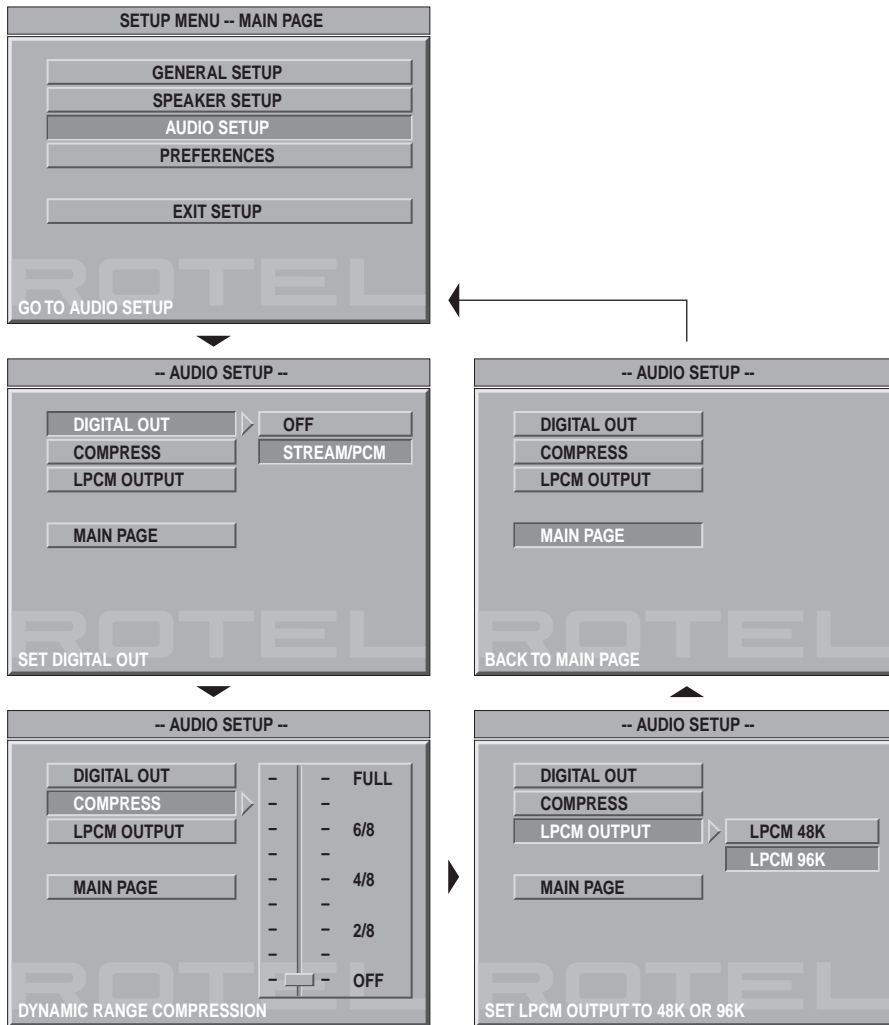 SETUP MENU -- MAIN PAGE
GENERAL SETUP
SPEAKER SETUP
AUDIO SETUP
PREFERENCES
EXIT SETUP
ROTEL
GO TO AUDIO SETUP
-- AUDIO SETUP --
DIGITAL OUT
OFF
COMPRESS
STREAM/PCM
LPCM OUTPUT
MAIN PAGE
ROTEL
SET DIGITAL OUT
-- AUDIO SETUP --
DIGITAL OUT
COMPRESS
LPCM OUTPUT
MAIN PAGE
ROTEL
BACK TO MAIN PAGE
-- AUDIO SETUP --
DIGITAL OUT
COMPRESS
LPCM OUTPUT
MAIN PAGE
FULL
6/8
4/8
2/8
OFF
ROTEL
DYNAMIC RANGE COMPRESSION
-- AUDIO SETUP --
DIGITAL OUT
COMPRESS
LPCM OUTPUT
LPCM 48K
LPCM 96K
MAIN PAGE
ROTEL
SET LPCM OUTPUT TO 48K OR 96K